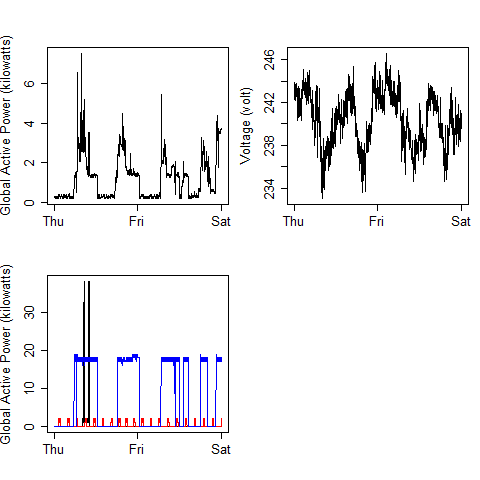 Global Active Power (kilowatts)
6
4
2
0
Thu Fri Sat
Voltage (volt)
246
242
238
234
Thu Fri Sat
Global Active Power (kilowatts)
30
20
10
0
Thu Fri Sat